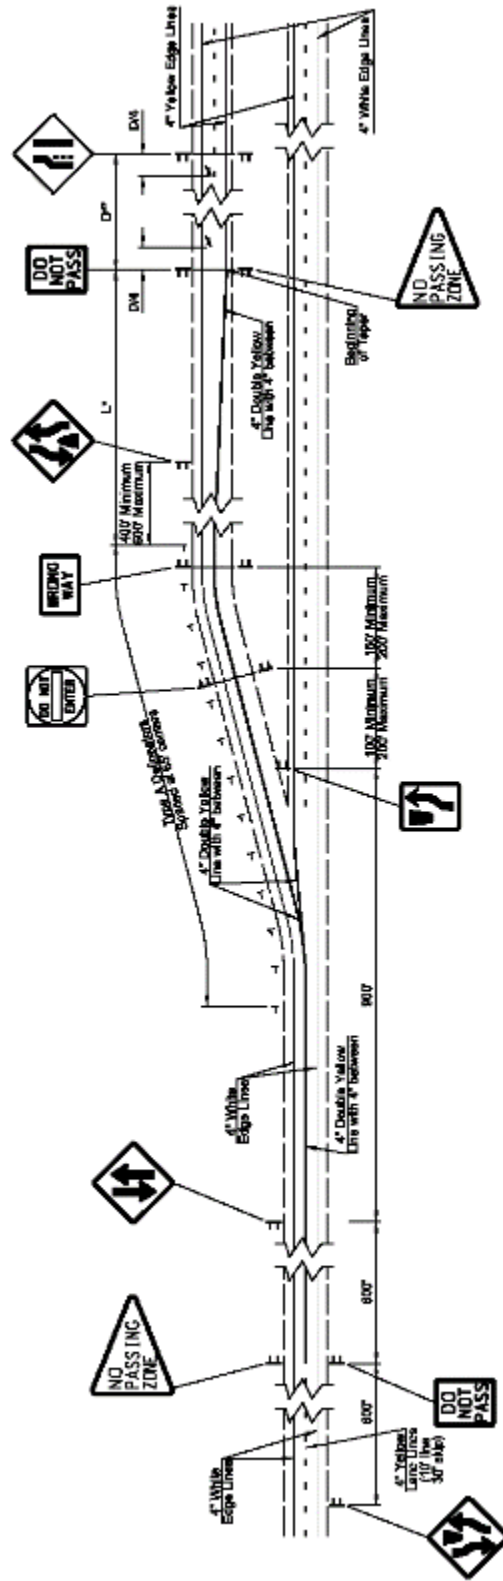 4" Yellow Edge Lines
4" White Edge Lines
D/4
D**
DO
NOT
PASS
D/4
L*
NO
PASSING
ZONE
4" Double Yellow
Line with 4" between
Beginning
of Taper
400' Minimum
600' Maximum
WRONG
WAY
DO NOT
ENTER
Type A Delineators
Spaced at 65' centers
4" Double Yellow
Line with 4" between
Minimum
200' Maximum
100' Minimum
200' Maximum
900'
4" White
Edge Lines
4" Double Yellow
Line with 4" between
NO
PASSING
ZONE
600'
600'
DO
NOT
PASS
4" White
Edge Lines
4" Yellow
Lane Lines
(10' line
30' skip)